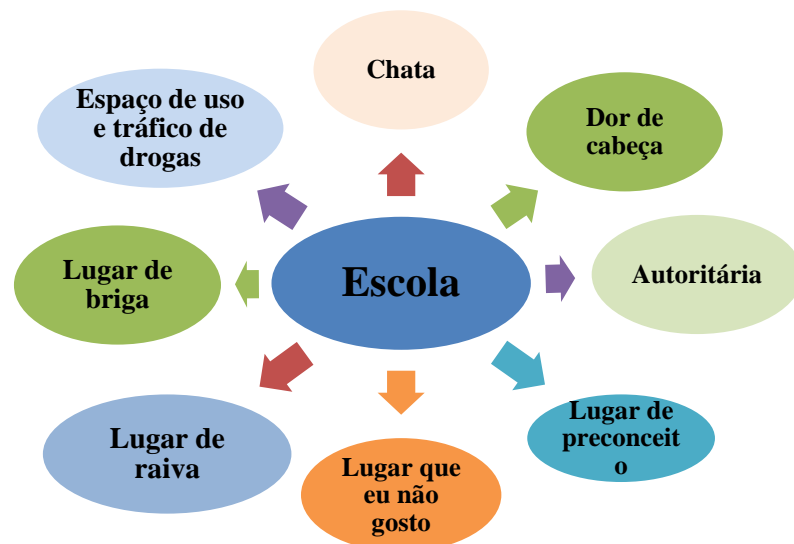 Chata
Espaço de uso
e tráfico de
drogas
Dor de
cabeça
Lugar de
briga
Escola
Autoritária
Lugar de
raiva
Lugar que
eu não
gosto
Lugar de
preconceit
o